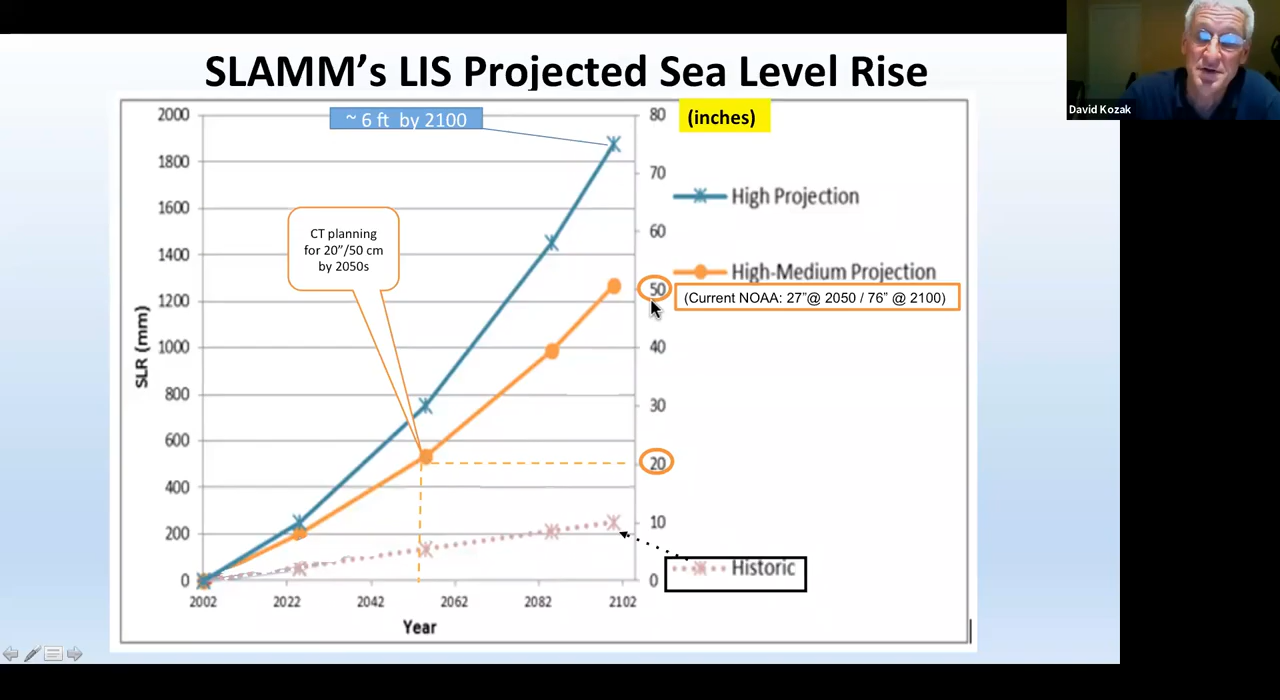 SLAMM's LIS Projected Sea Level Rise
David Kozak
~ 6 ft by 2100
(inches)
2000
1800
1600
1400
1200
1000
800
600
400
200
0
SLR (mm)
80
70
60
50
40
30
20
10
0
CT planning
for 20”/50 cm
by 2050s
High Projection
High-Medium Projection
(Current NOAA: 27”@ 2050 / 76” @ 2100)
Historic
2002 2022 2042 2062 2082 2102
Year